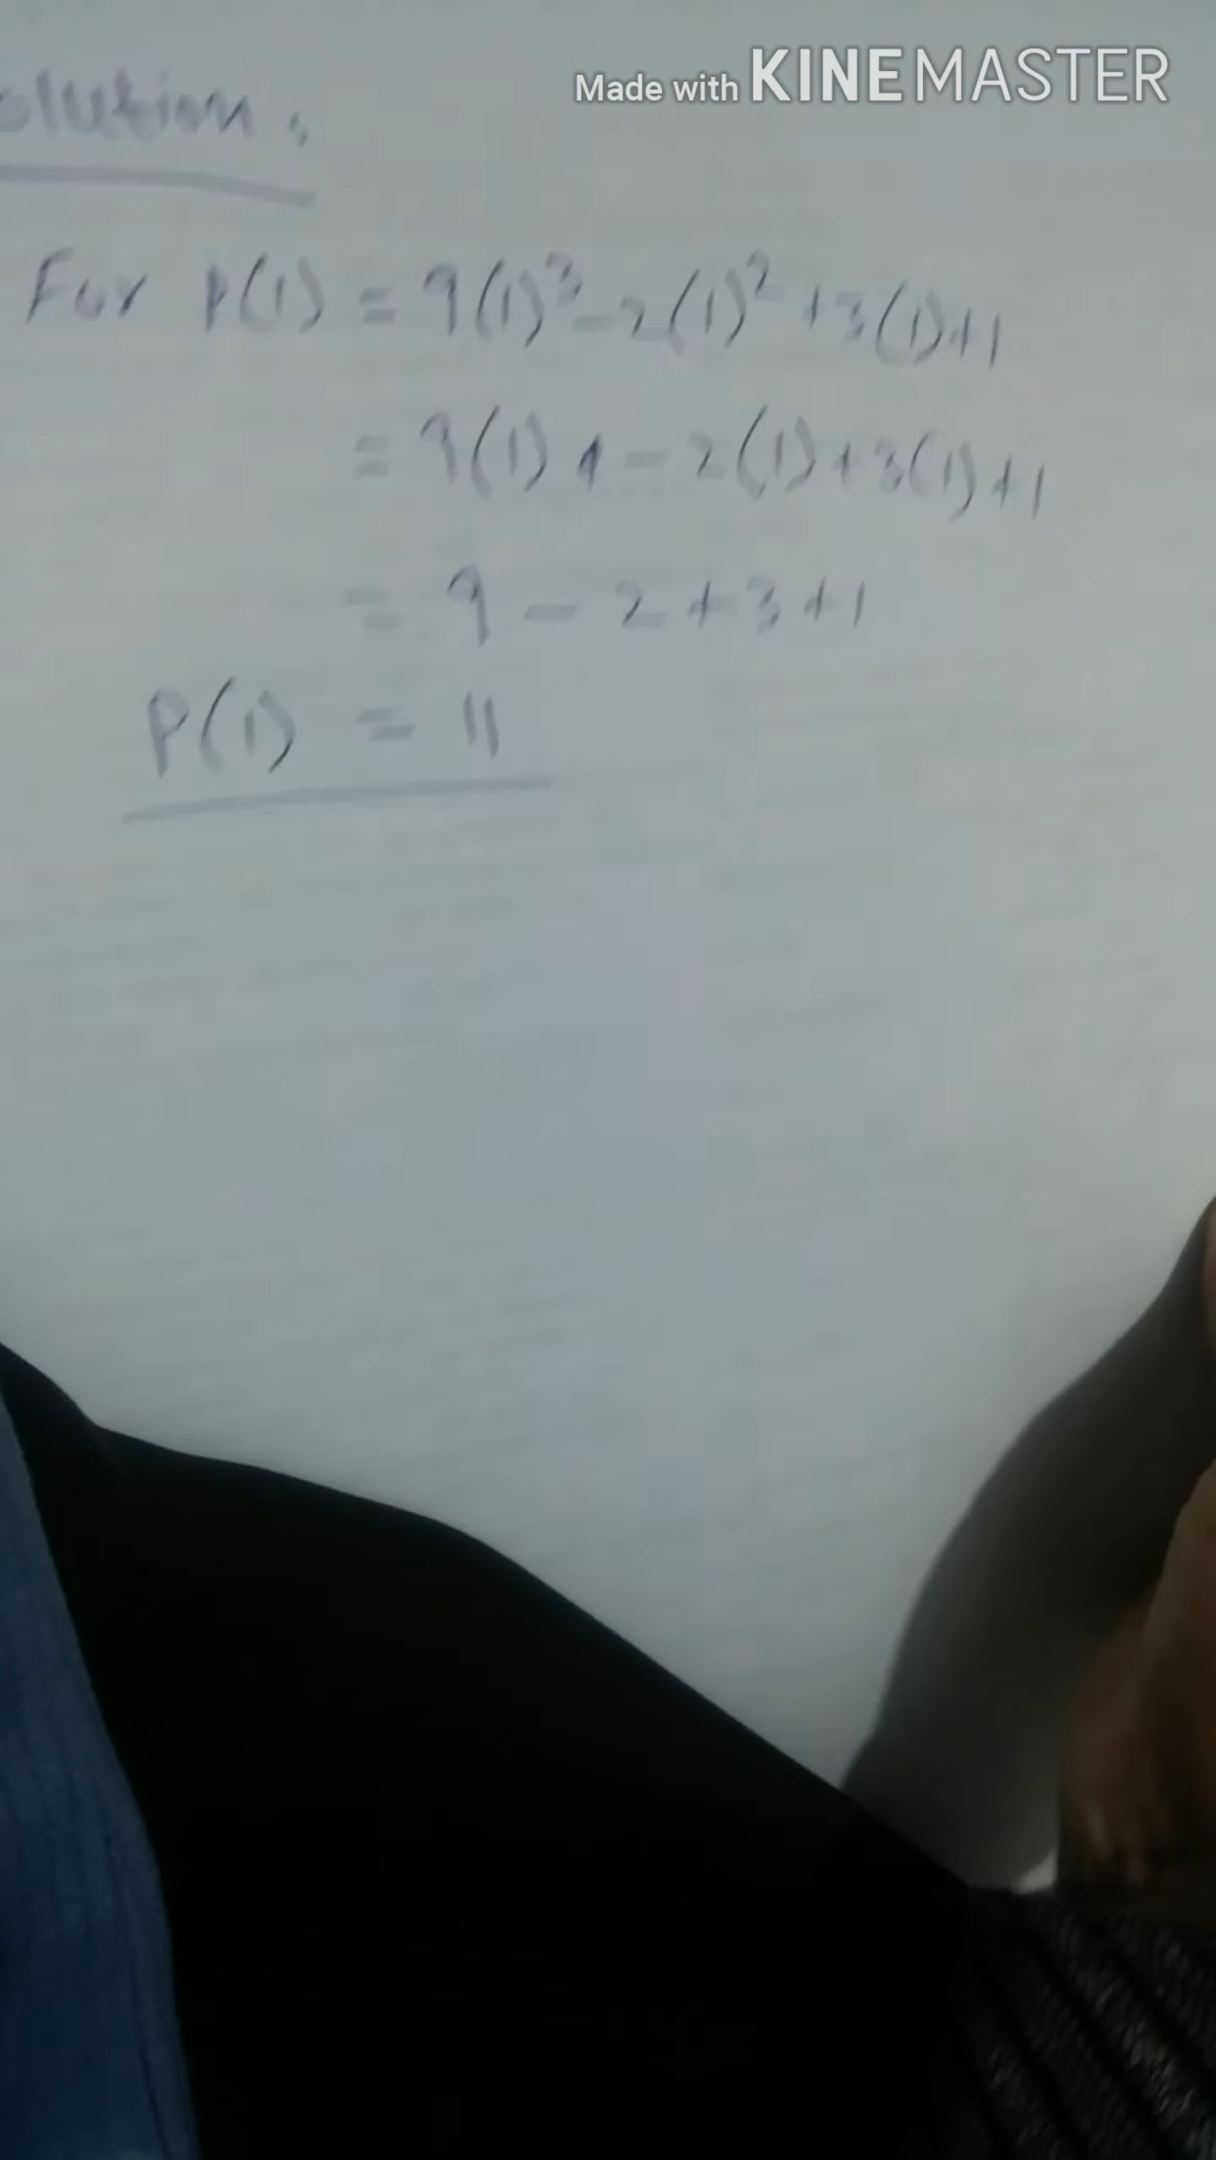 Made with KINEMASTER
olution.
For P(1) = 9(1)³-2(1)²+3(1)+1
= 9(1) - 2(1)+3(1)+1
= 9 - 2+3+1
P(1) = 11